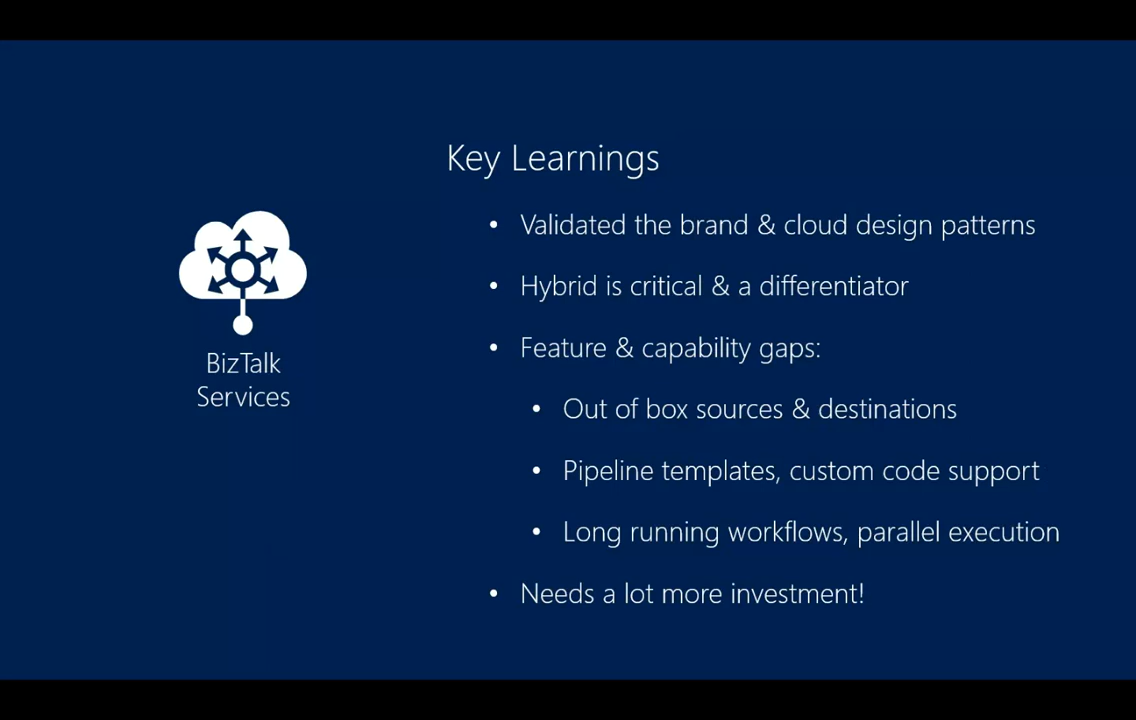 Key Learnings
• Validated the brand & cloud design patterns
• Hybrid is critical & a differentiator
• Feature & capability gaps:
• Out of box sources & destinations
• Pipeline templates, custom code support
• Long running workflows, parallel execution
• Needs a lot more investment!
BizTalk
Services